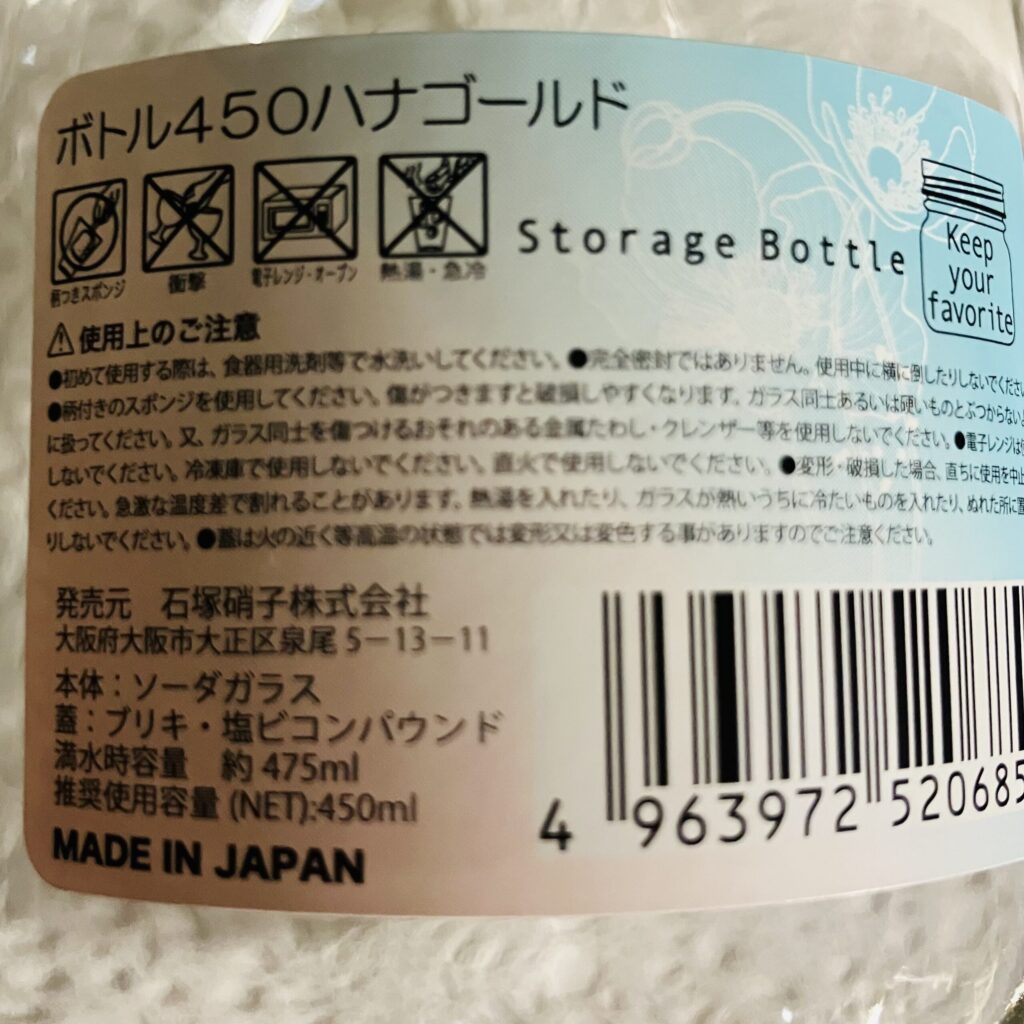 ボトル450ハナゴールド
柄つきスポンジ
衝撃
電子レンジ・オーブン
熱湯・急冷
Storage Bottle
Keep
your
favorite
使用上のご注意
●初めて使用する際は、食器用洗剤等で水洗いしてください。●完全密封ではありません。使用中に横に倒したりしないでくださ
●柄付きのスポンジを使用してください。傷がつきますと破損しやすくなります。ガラス同士あるいは硬いものとぶつからない
に扱ってください。又、ガラス同士を傷つけるおそれのある金属たわし・クレンザー等を使用しないでください。●電子レンジは
しないでください。冷凍庫で使用しないでください。直火で使用しないでください。●変形・破損した場合、直ちに使用を中止
ください。急激な温度差で割れることがあります。熱湯を入れたり、ガラスが熱いうちに冷たいものを入れたり、ぬれた所に置
りしないでください。●蓋は火の近く等高温の状態では変形又は変色する事がありますのでご注意ください。
発売元 石塚硝子株式会社
大阪府大阪市大正区泉尾5-13-11
本体:ソーダガラス
蓋:ブリキ・塩ビコンパウンド
満水時容量 約475ml
推奨使用容量(NET):450ml
MADE IN JAPAN
4 963972 520685